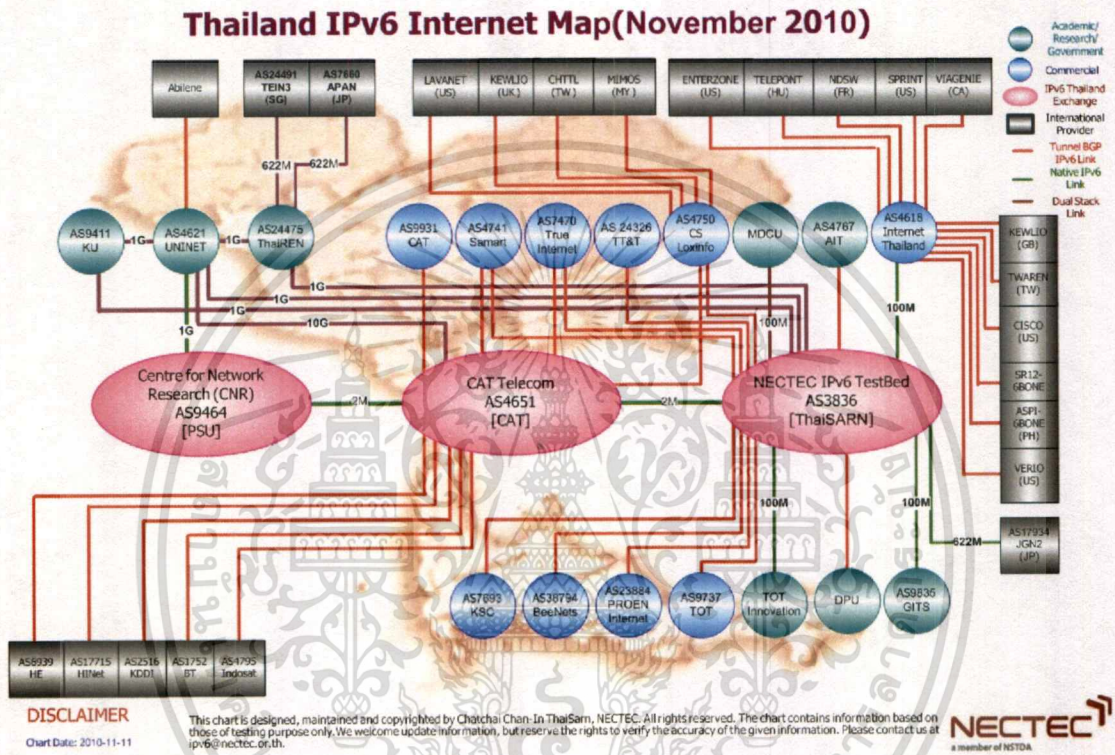 Thailand IPv6 Internet Map(November 2010)
Academic/
Research/
Government
Commercial
IPv6 Thailand
Exchange
International
Provider
Tunnel BGP
IPv6 Link
Native IPv6
Link
Dual Stack
Link
Abilene
AS24491
TEIN3
(SG)
AS7660
APAN
(JP)
LAVANET
(US)
KEWLIO
(UK)
CHTTL
(TW)
MIMOS
(MY)
ENTERZONE
(US)
TELEPONT
(HU)
NDSW
(FR)
SPRINT
(US)
VIAGENIE
(CA)
622M
622M
AS9411
KU
1G
AS4621
UNINET
1G
AS24475
ThaiREN
AS9931
CAT
AS4741
Samart
AS7470
True
Internet
AS 24326
TT&T
AS4750
CS
Loxinfo
MDCU
AS4767
AIT
AS4618
Internet
Thailand
KEWLIO
(GB)
TWAREN
(TW)
CISCO
(US)
SR12-
6BONE
ASPI-
6BONE
(PH)
VERIO
(US)
1G
1G
1G
1G
10G
100M
100M
Centre for Network
Research (CNR)
AS9464
[PSU]
2M
CAT Telecom
AS4651
[CAT]
2M
NECTEC IPv6 TestBed
AS3836
[ThaiSARN]
100M
100M
622M
AS17934
JGN2
(JP)
AS7693
KSC
AS38794
BeeNets
AS23884
PROEN
Internet
AS9737
TOT
TOT
Innovation
DPU
AS9835
GITS
AS6939
HE
AS17715
HINet
AS2516
KDDI
AS1752
BT
AS4795
Indosat
DISCLAIMER
Chart Date: 2010-11-11
This chart is designed, maintained and copyrighted by Chatchai Chan-In ThaiSarn, NECTEC. All rights reserved. The chart contains information based on
those of testing purpose only. We welcome update information, but reserve the rights to verify the accuracy of the given information. Please contact us at
ipv6@nectec.or.th.
NECTEC
a member of NSTDA